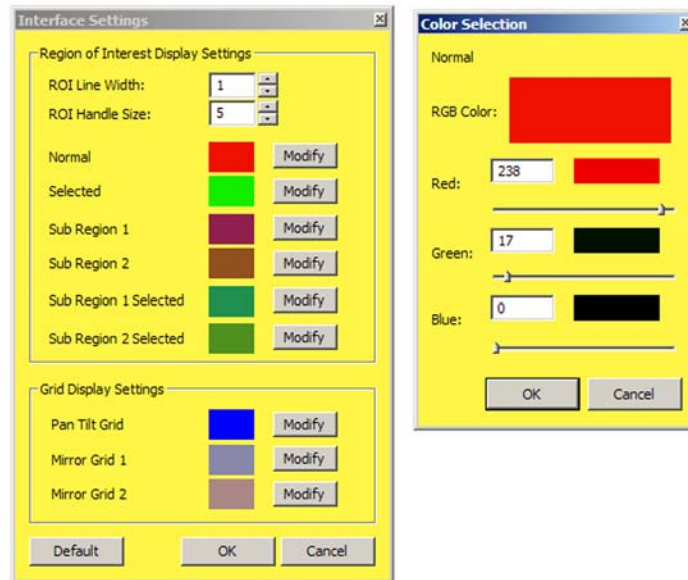 Interface Settings
Region of Interest Display Settings
ROI Line Width: 1
ROI Handle Size: 5
Normal Modify
Selected Modify
Sub Region 1 Modify
Sub Region 2 Modify
Sub Region 1 Selected Modify
Sub Region 2 Selected Modify
Grid Display Settings
Pan Tilt Grid Modify
Mirror Grid 1 Modify
Mirror Grid 2 Modify
Default OK Cancel
Color Selection
Normal
RGB Color:
Red: 238
Green: 17
Blue: 0
OK Cancel